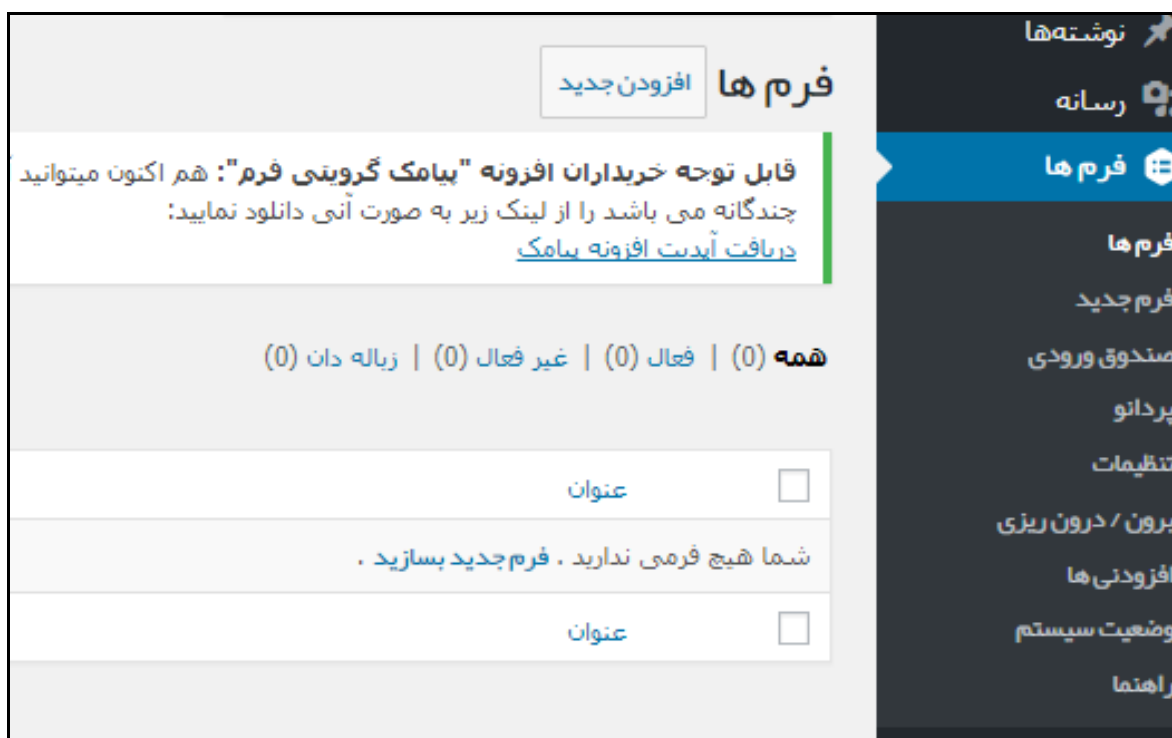 نوشته‌ها
رسانه
فرم ها
فرم ها
فرم جدید
صندوق ورودی
پردانو
تنظیمات
برون / درون ریزی
افزودنی ها
وضعیت سیستم
راهنما
فرم ها افزودن جدید
قابل توجه خریداران افزونه "پیامک گرویتی فرم": هم اکنون میتوانید
چندگانه می باشد را از لینک زیر به صورت آنی دانلود نمایید:
دریافت آپدیت افزونه پیامک
همه (0) | فعال (0) | غیر فعال (0) | زباله دان (0)
عنوان
شما هیچ فرمی ندارید . فرم جدید بسازید .
عنوان